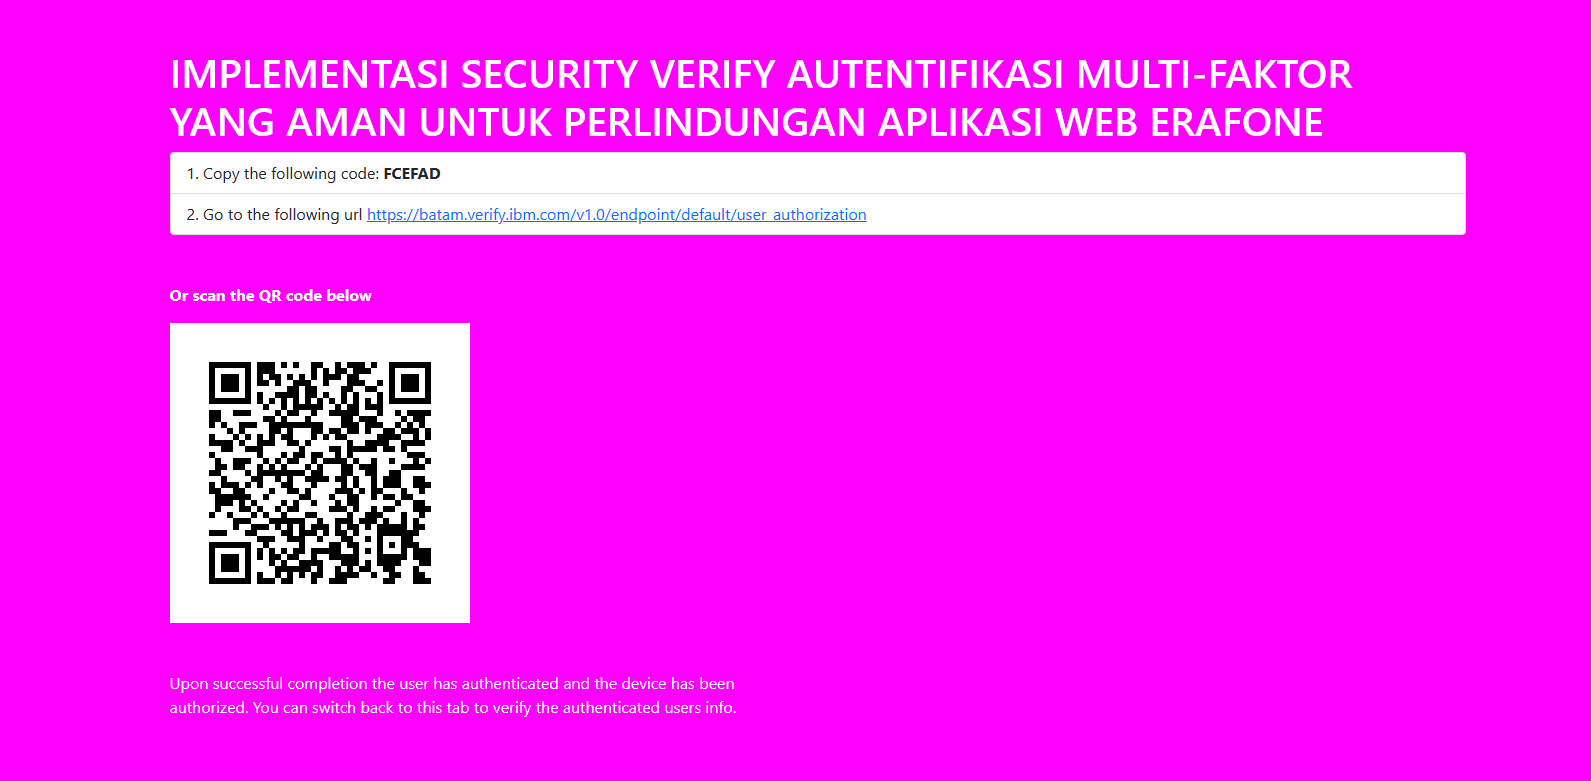 IMPLEMENTASI SECURITY VERIFY AUTENTIFIKASI MULTI-FAKTOR
YANG AMAN UNTUK PERLINDUNGAN APLIKASI WEB ERAFONE
1. Copy the following code: FCEFAD
2. Go to the following url https://batam.verify.ibm.com/v1.0/endpoint/default/user_authorization
Or scan the QR code below
Upon successful completion the user has authenticated and the device has been
authorized. You can switch back to this tab to verify the authenticated users info.